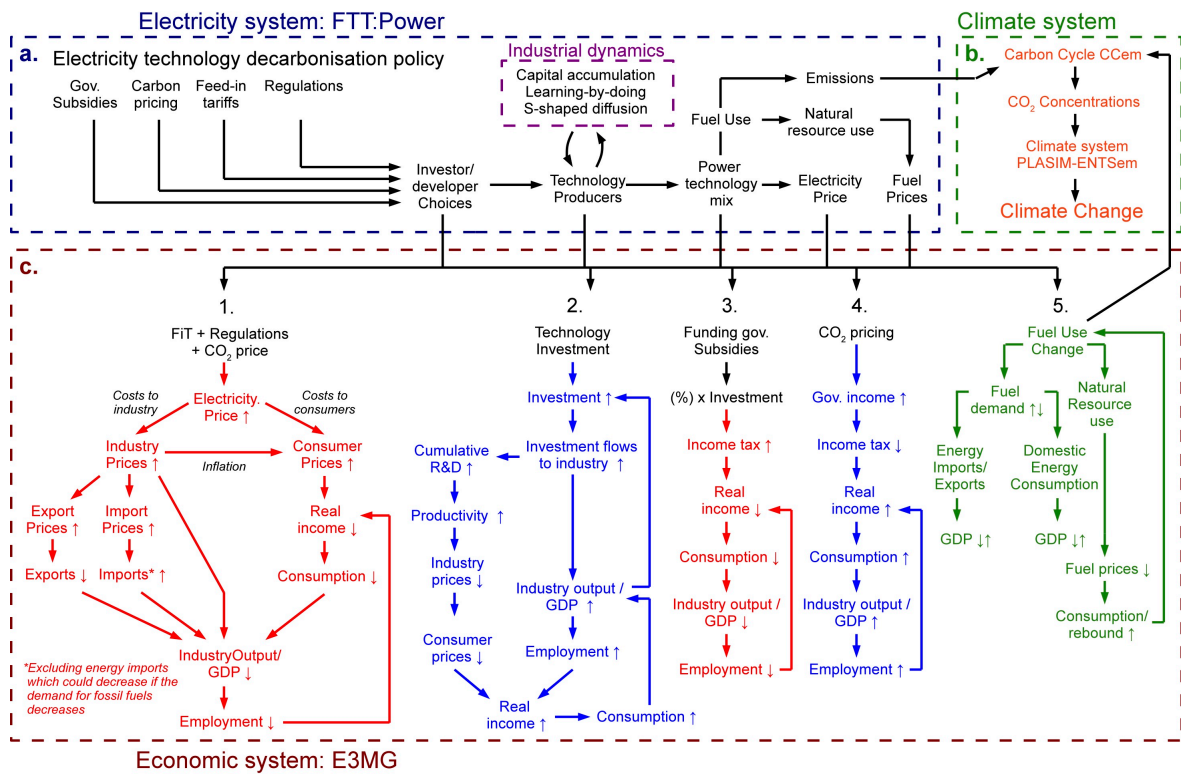 Electricity system: FTT:Power
Climate system
a.
Electricity technology decarbonisation policy
Gov.
Subsidies
Carbon
pricing
Feed-in
tariffs
Regulations
Industrial dynamics
Capital accumulation
Learning-by-doing
S-shaped diffusion
Investor/
developer
Choices
Technology
Producers
Fuel Use
Power
technology
mix
Emissions
Natural
resource use
Electricity
Price
Fuel
Prices
b.
Carbon Cycle CCem
CO₂ Concentrations
Climate system
PLASIM-ENTSem
Climate Change
c.
1.
FiT + Regulations
+ CO₂ price
Costs to
industry
Electricity.
Price ↑
Costs to
consumers
Industry
Prices ↑
Inflation
Consumer
Prices ↑
Export
Prices ↑
Import
Prices ↑
Real
income ↓
Exports ↓
Imports* ↑
Consumption ↓
IndustryOutput/
GDP ↓
*Excluding energy imports
which could decrease if the
demand for fossil fuels
decreases
Employment ↓
2.
Technology
Investment
Investment ↑
Cumulative
R&D ↑
Investment flows
to industry ↑
Productivity ↑
Industry
prices ↓
Industry output /
GDP ↑
Consumer
prices ↓
Employment ↑
Real
income ↑
Consumption ↑
3.
Funding gov.
Subsidies
(%) x Investment
Income tax ↑
Real
income ↓
Consumption ↓
Industry output /
GDP ↓
Employment ↓
4.
CO₂ pricing
Gov. income ↑
Income tax ↓
Real
income ↑
Consumption ↑
Industry output /
GDP ↑
Employment ↑
5.
Fuel Use
Change
Fuel
demand ↑↓
Natural
Resource
use
Energy
Imports/
Exports
Domestic
Energy
Consumption
GDP ↓↑
GDP ↓↑
Fuel prices ↓
Consumption/
rebound ↑
Economic system: E3MG